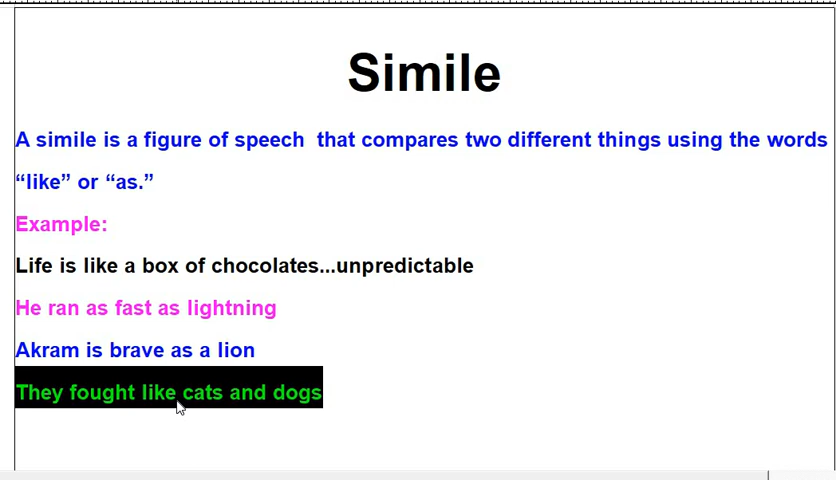 Simile
A simile is a figure of speech  that compares two different things using the words
“like” or “as.”
Example:
Life is like a box of chocolates...unpredictable
He ran as fast as lightning
Akram is brave as a lion
They fought like cats and dogs